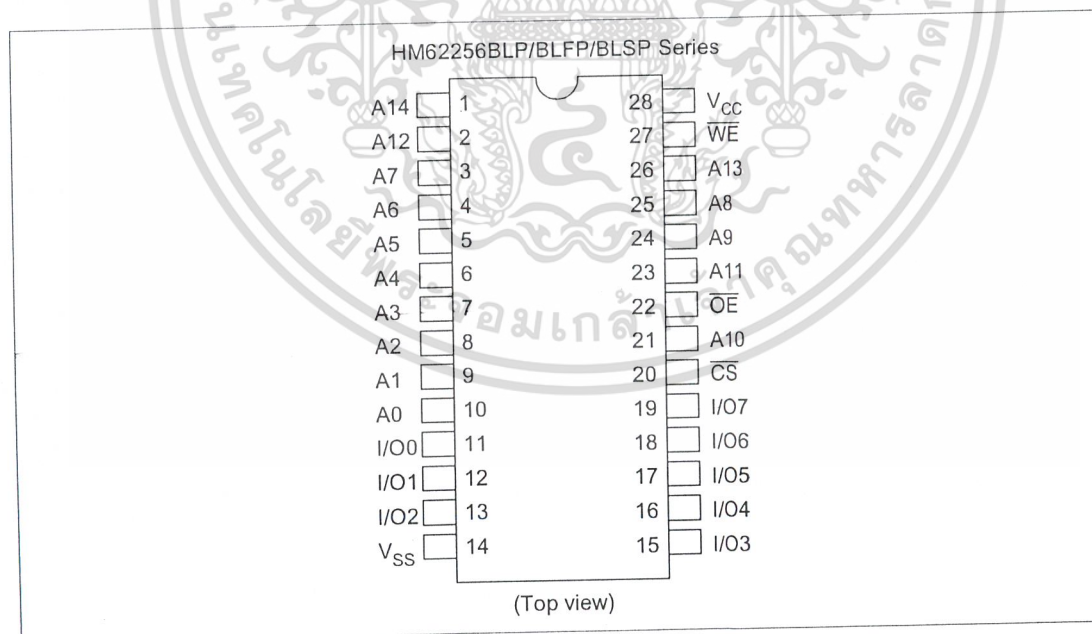 HM62256BLP/BLFP/BLSP Series
A14 1 28 VCC
A12 2 27 W̅E̅
A7 3 26 A13
A6 4 25 A8
A5 5 24 A9
A4 6 23 A11
A3 7 22 O̅E̅
A2 8 21 A10
A1 9 20 C̅S̅
A0 10 19 I/O7
I/O0 11 18 I/O6
I/O1 12 17 I/O5
I/O2 13 16 I/O4
VSS 14 15 I/O3
(Top view)